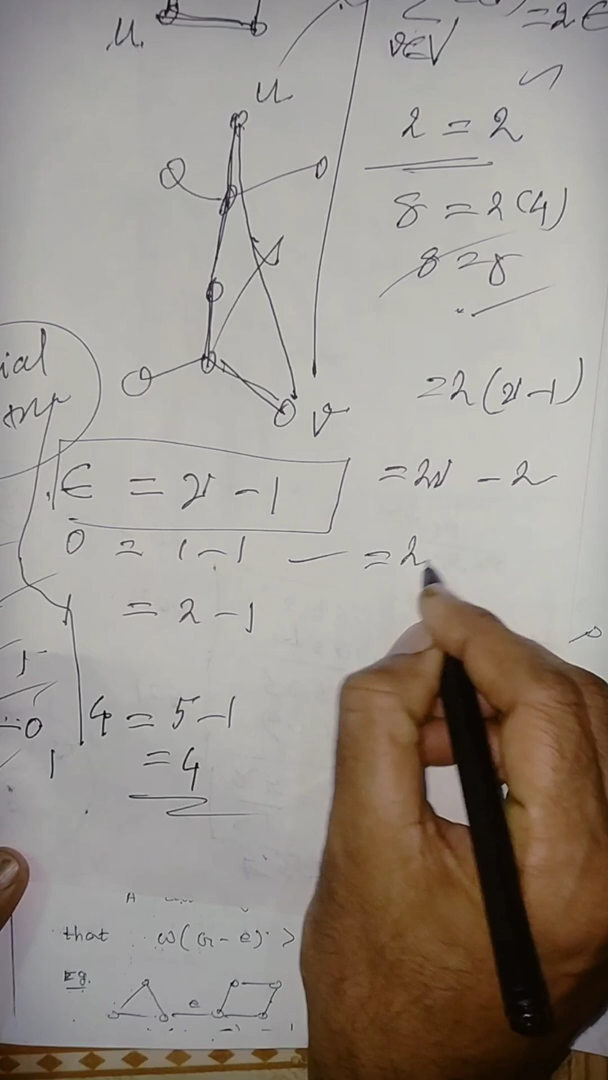 u.
= 2ϵ
v∈V
u
2 = 2
8 = 2(4)
8 = 8
= 2(ν-1)
v
ϵ = ν - 1
= 2ν - 2
0 = 1 - 1
= 2
1 = 2 - 1
4 = 5 - 1
= 4
that ω(G-e) >
Eg.
e